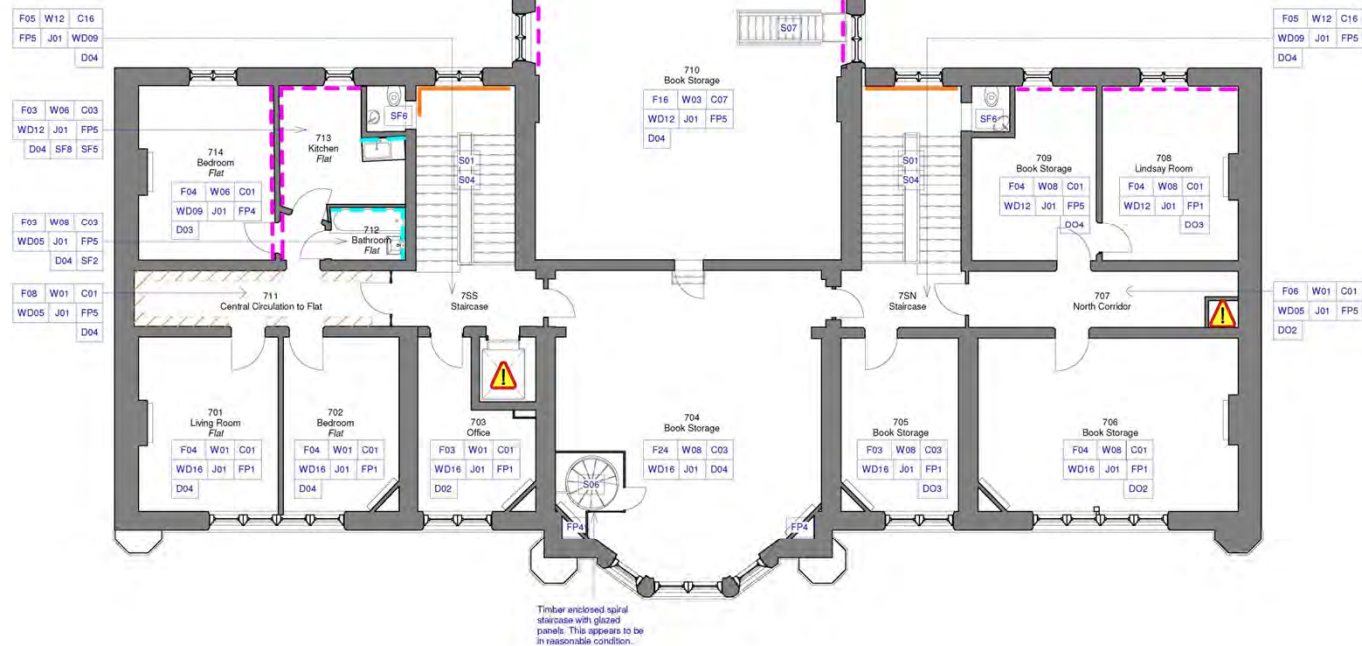 F05 W12 C16
FP5 J01 WD09
D04
F03 W06 C03
WD12 J01 FP5
D04 SF8 SF5
F03 W08 C03
WD05 J01 FP5
D04 SF2
F08 W01 C01
WD05 J01 FP5
D04
714
Bedroom
Flat
F04 W06 C01
WD09 J01 FP4
D03
713
Kitchen
Flat
SF6
712
Bathroom
Flat
S01
S04
711
Central Circulation to Flat
7SS
Staircase
701
Living Room
Flat
F04 W01 C01
WD16 J01 FP1
D04
702
Bedroom
Flat
F04 W01 C01
WD16 J01 FP1
D04
703
Office
F03 W01 C01
WD16 J01 FP1
D02
S07
710
Book Storage
F16 W03 C07
WD12 J01 FP5
D04
704
Book Storage
F24 W08 C03
WD16 J01 D04
S06
FP4
FP4
Timber enclosed spiral
staircase with glazed
panels. This appears to be
in reasonable condition.
S01
S04
7SN
Staircase
SF6
709
Book Storage
F04 W08 C01
WD12 J01 FP5
DO4
708
Lindsay Room
F04 W08 C01
WD12 J01 FP1
DO3
707
North Corridor
705
Book Storage
F03 W08 C03
WD16 J01 FP1
DO3
706
Book Storage
F04 W08 C01
WD16 J01 FP1
DO2
F05 W12 C16
WD09 J01 FP5
DO4
F06 W01 C01
WD05 J01 FP5
DO2